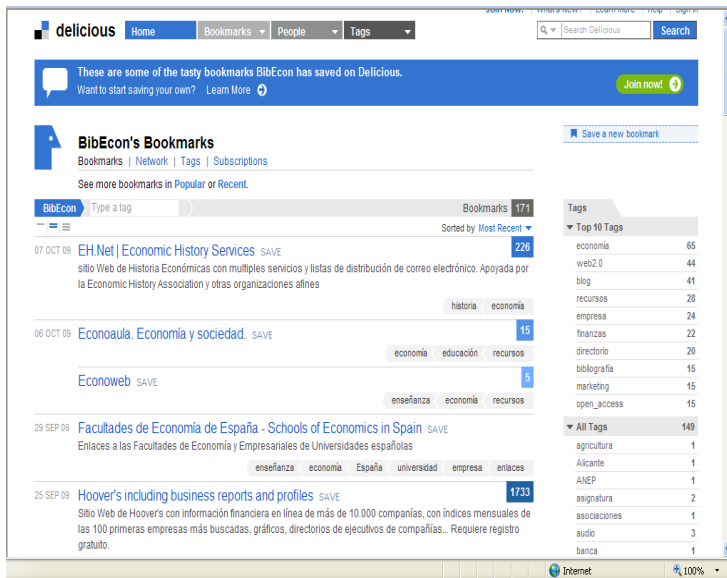 Join Now! What's New? Learn More Help Sign In
delicious Home Bookmarks People Tags Search Delicious Search
These are some of the tasty bookmarks BibEcon has saved on Delicious.
Want to start saving your own? Learn More
Join now!
BibEcon's Bookmarks
Bookmarks | Network | Tags | Subscriptions
See more bookmarks in Popular or Recent.
Save a new bookmark
BibEcon Type a tag Bookmarks 171
Sorted by Most Recent
07 OCT 09 EH.Net | Economic History Services SAVE 226
sitio Web de Historia Económicas con multiples servicios y listas de distribución de correo electrónico. Apoyada por
la Economic History Association y otras organizaciones afines
historia economía
06 OCT 09 Econoaula. Economía y sociedad. SAVE 15
economía educación recursos
Econoweb SAVE 5
enseñanza economía recursos
29 SEP 09 Facultades de Economía de España - Schools of Economics in Spain SAVE
Enlaces a las Facultades de Economía y Empresariales de Universidades españolas
enseñanza economía España universidad empresa enlaces
25 SEP 09 Hoover's including business reports and profiles SAVE 1733
Sitio Web de Hoover's con información financiera en línea de más de 10.000 companías, con índices mensuales de
las 100 primeras empresas más buscadas, gráficos, directorios de ejecutivos de compañías... Requiere registro
gratuito.
Tags
Top 10 Tags
economía 65
web2.0 44
blog 41
recursos 28
empresa 24
finanzas 22
directorio 20
bibliografía 15
marketing 15
open_access 15
All Tags 149
agricultura 1
Alicante 1
ANEP 1
asignatura 2
asociaciones 1
audio 3
banca 1
Internet 100%